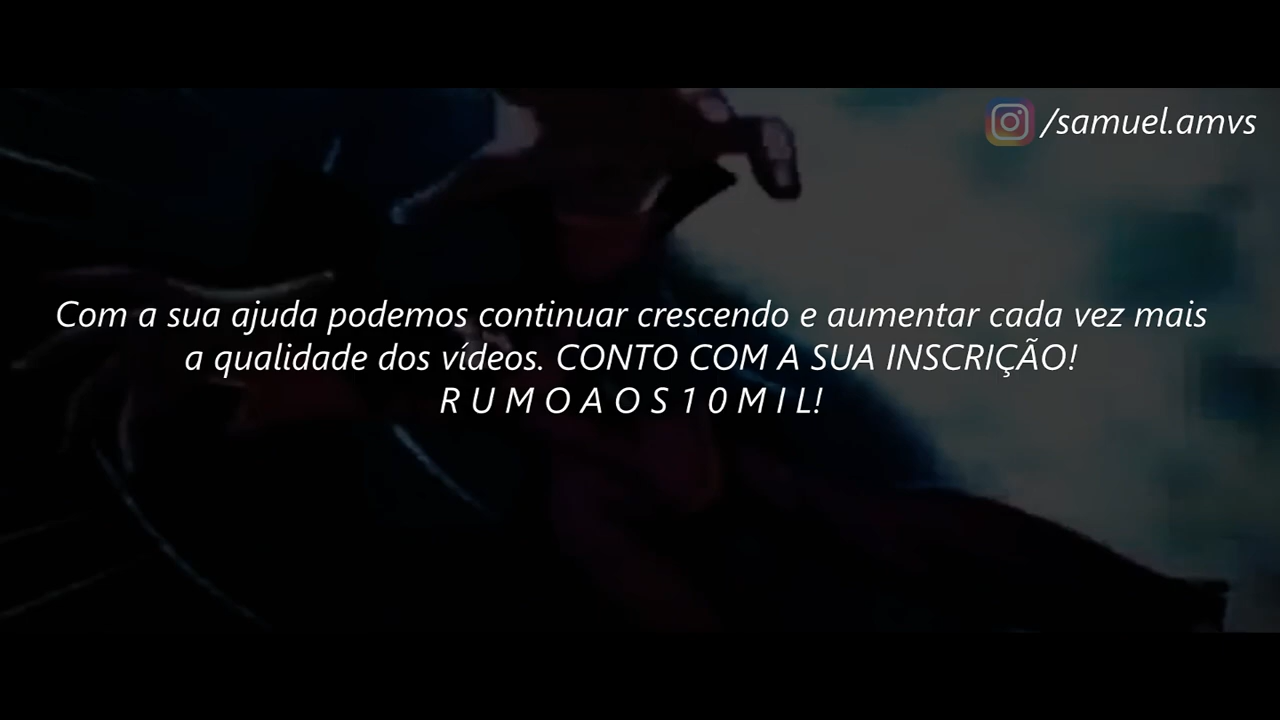 /samuel.amvs
Com a sua ajuda podemos continuar crescendo e aumentar cada vez mais
a qualidade dos vídeos. CONTO COM A SUA INSCRIÇÃO!
R U M O A O S 1 0 M I L!